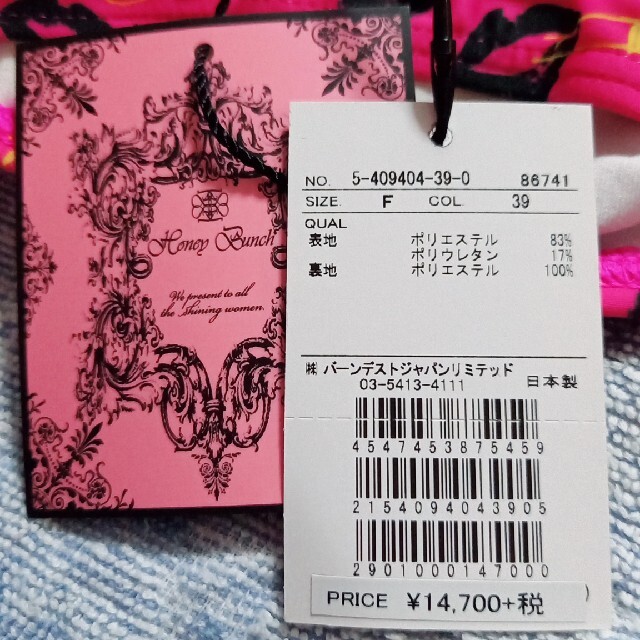 Honey Bunch
We present to all
the Shining women.
NO. 5-409404-39-0 86741
SIZE. F COL. 39
QUAL
表地 ポリエステル 83%
ポリウレタン 17%
裏地 ポリエステル 100%
㈱ バーンデストジャパンリミテッド
03-5413-4111 日本製
4547453875459
2154094043905
2901000147000
PRICE ¥14,700+税